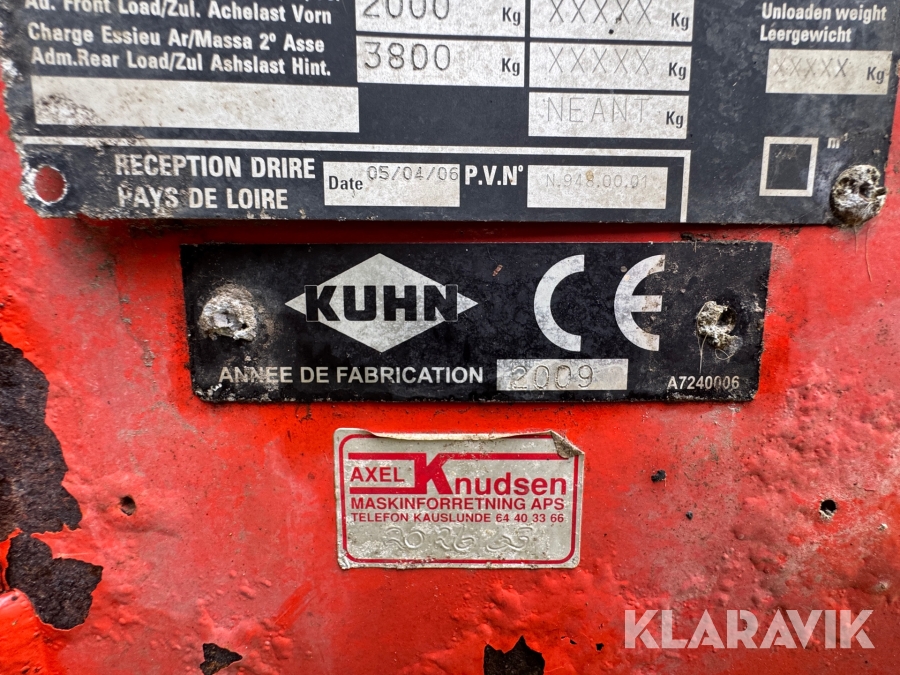 Ad. Front Load/Zul. Achelast Vorn 2000 Kg XXXXX Kg
Unloaden weight
Leergewicht
Charge Essieu Ar/Massa 2° Asse
Adm.Rear Load/Zul Ashslast Hint. 3800 Kg XXXXX Kg XXXXX Kg
NEANT Kg
RECEPTION DRIRE
PAYS DE LOIRE
Date 05/04/06 P.V.N° N.948.00.01
m
KUHN CE
ANNEE DE FABRICATION 2009 A7240006
AXEL Knudsen
MASKINFORRETNING APS
TELEFON KAUSLUNDE 64 40 33 66
KLARAVIK